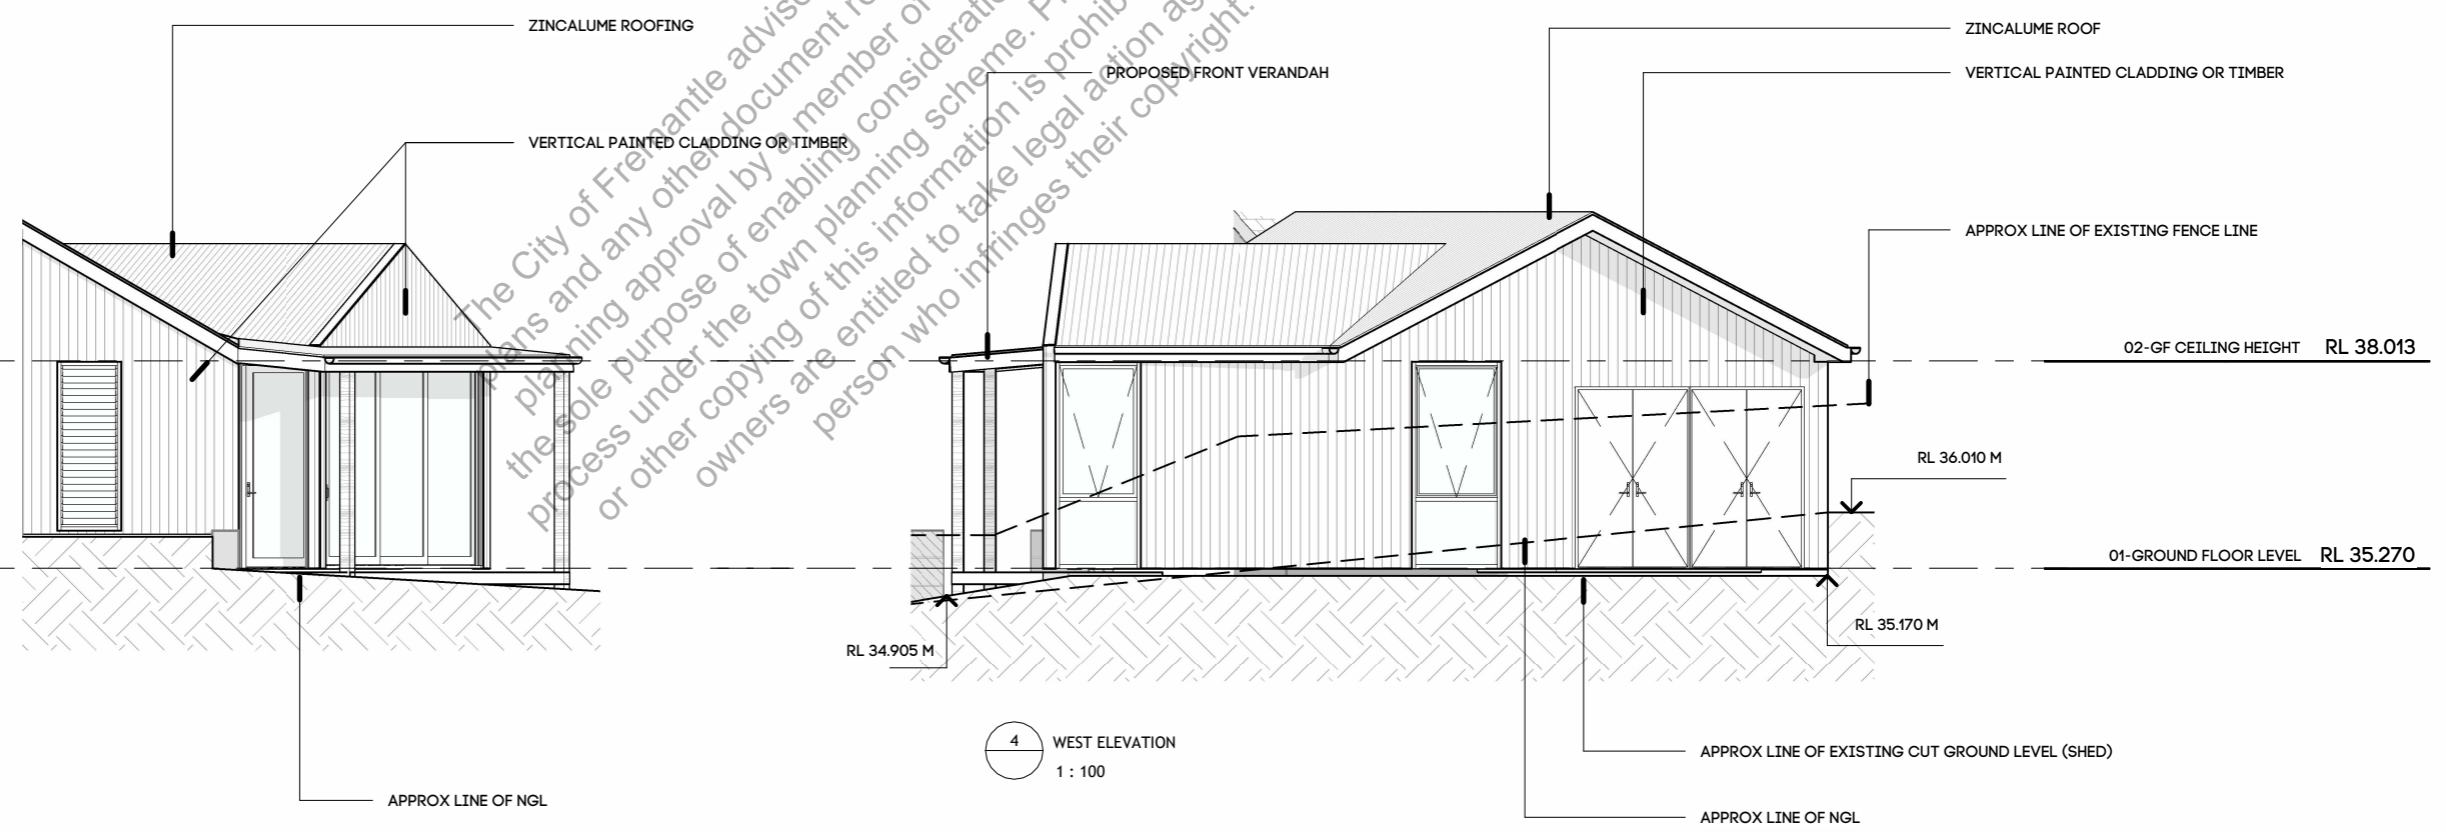 ZINCALUME ROOFING
VERTICAL PAINTED CLADDING OR TIMBER
PROPOSED FRONT VERANDAH
ZINCALUME ROOF
VERTICAL PAINTED CLADDING OR TIMBER
APPROX LINE OF EXISTING FENCE LINE
02-GF CEILING HEIGHT RL 38.013
RL 36.010 M
01-GROUND FLOOR LEVEL RL 35.270
RL 35.170 M
RL 34.905 M
4 WEST ELEVATION
1 : 100
APPROX LINE OF EXISTING CUT GROUND LEVEL (SHED)
APPROX LINE OF NGL
APPROX LINE OF NGL
The City of Fremantle advise
plans and any other document
planning approval by a member of
the sole purpose of enabling consideration
process under the town planning scheme.
or other copying of this information is
owners are entitled to take legal action
person who infringes their copyright.